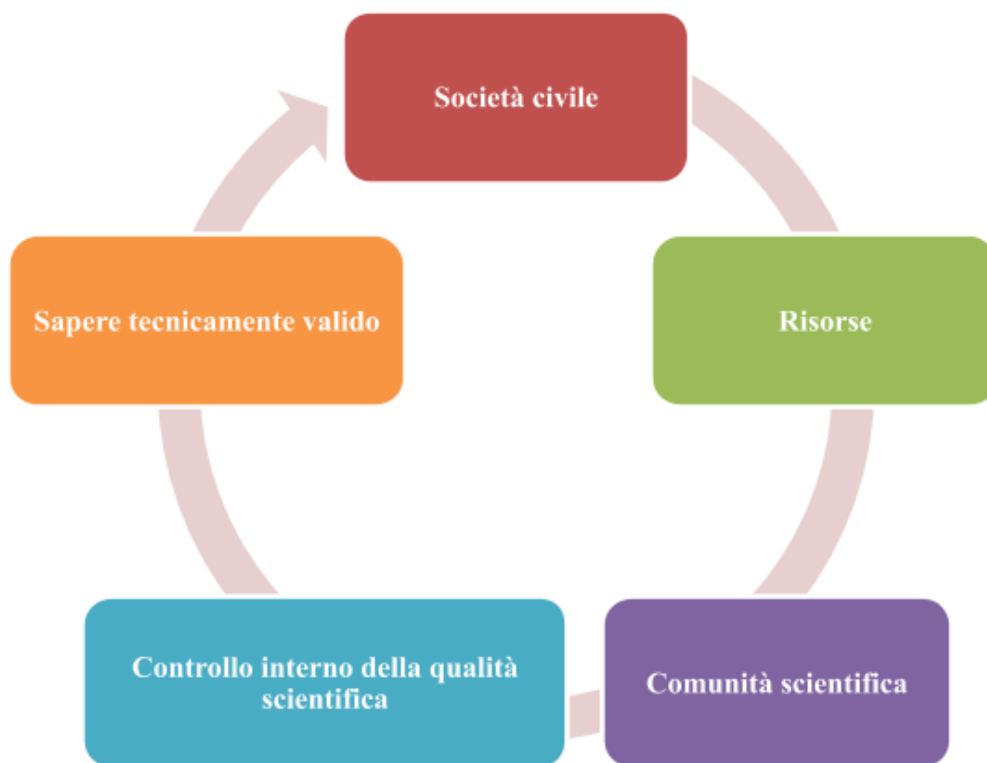 Società civile
Risorse
Comunità scientifica
Controllo interno della qualità
scientifica
Sapere tecnicamente valido